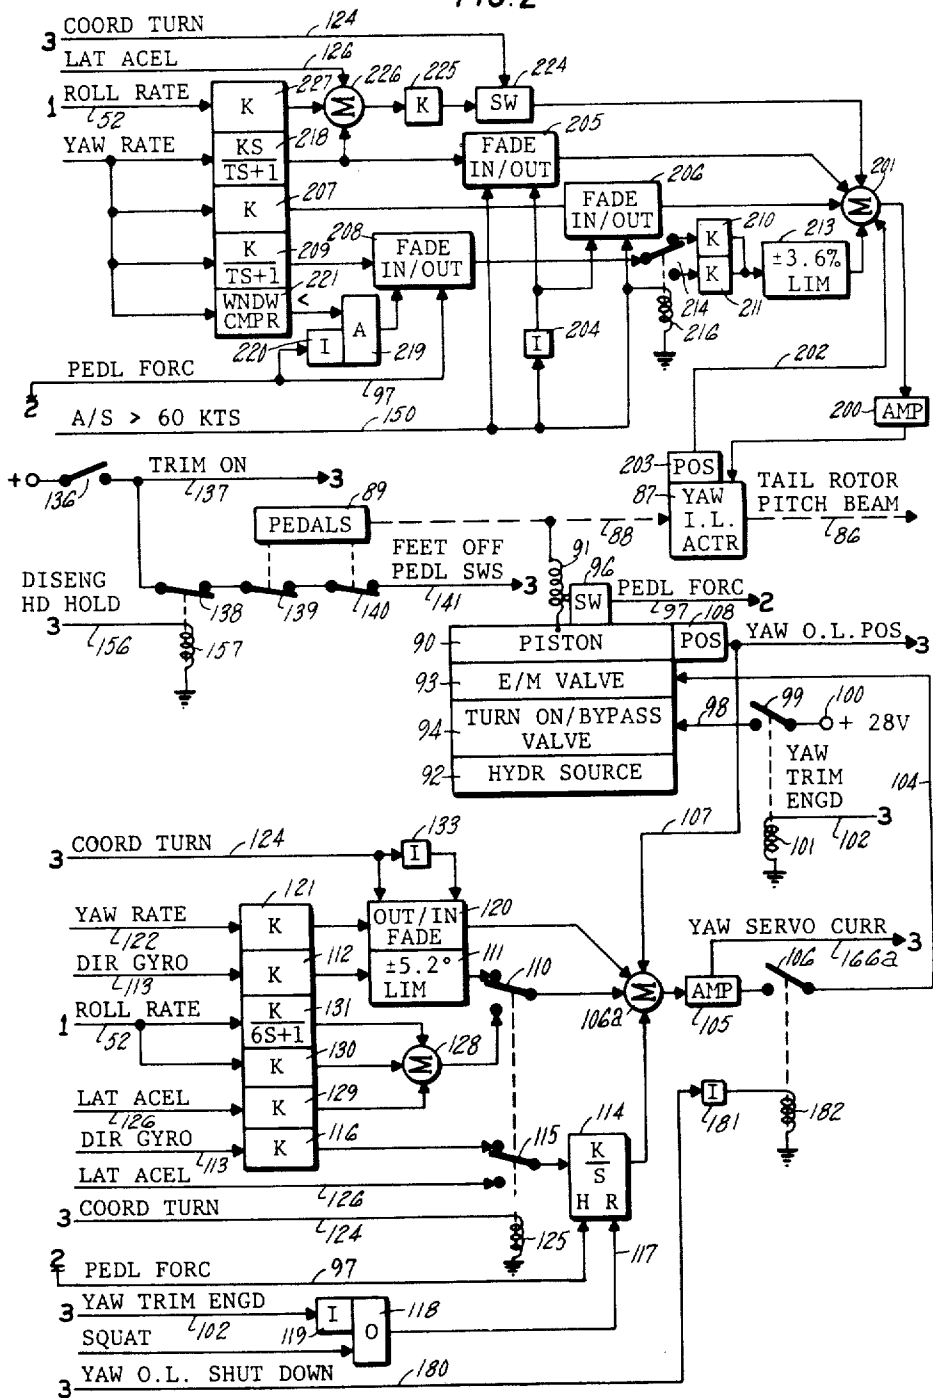 FIG.2
3 COORD TURN 124
LAT ACEL 126
1 ROLL RATE 52
K 227
M 226
K 225
SW 224
YAW RATE
KS
TS+1
218
FADE
IN/OUT
205
K 207
FADE
IN/OUT
206
M 201
K
TS+1
209
208
FADE
IN/OUT
K 210
K 211
214
216
213
±3.6%
LIM
WNDW <
CMPR
221
220 I
A 219
I 204
PEDL FORC
2
97
A/S > 60 KTS 150
202
200 AMP
+ 136
TRIM ON 3
137
203 POS
87 YAW
I.L.
ACTR
TAIL ROTOR
PITCH BEAM
86
89
PEDALS
88
91
96
SW
FEET OFF
PEDL SWS 3
141
PEDL FORC 2
97
DISENG
HD HOLD
3
156
138
139
140
157
90 PISTON
POS 108
YAW O.L.POS 3
93 E/M VALVE
94 TURN ON/BYPASS
VALVE
92 HYDR SOURCE
98
99
100
+ 28V
YAW
TRIM
ENGD
3
101
102
104
107
3 COORD TURN 124
I 133
YAW RATE
122
K 121
OUT/IN
FADE
120
DIR GYRO
113
K 112
±5.2°
LIM
111
110
YAW SERVO CURR 3
166a
M 106a
AMP
105
106
1 ROLL RATE
52
K
6S+1
131
K 130
M 128
LAT ACEL
126
K 129
I 181
182
DIR GYRO
113
K 116
115
114
K
S
H R
LAT ACEL
126
3 COORD TURN
124
125
117
2
PEDL FORC 97
3 YAW TRIM ENGD
102
I
119
O
118
SQUAT
3 YAW O.L. SHUT DOWN 180